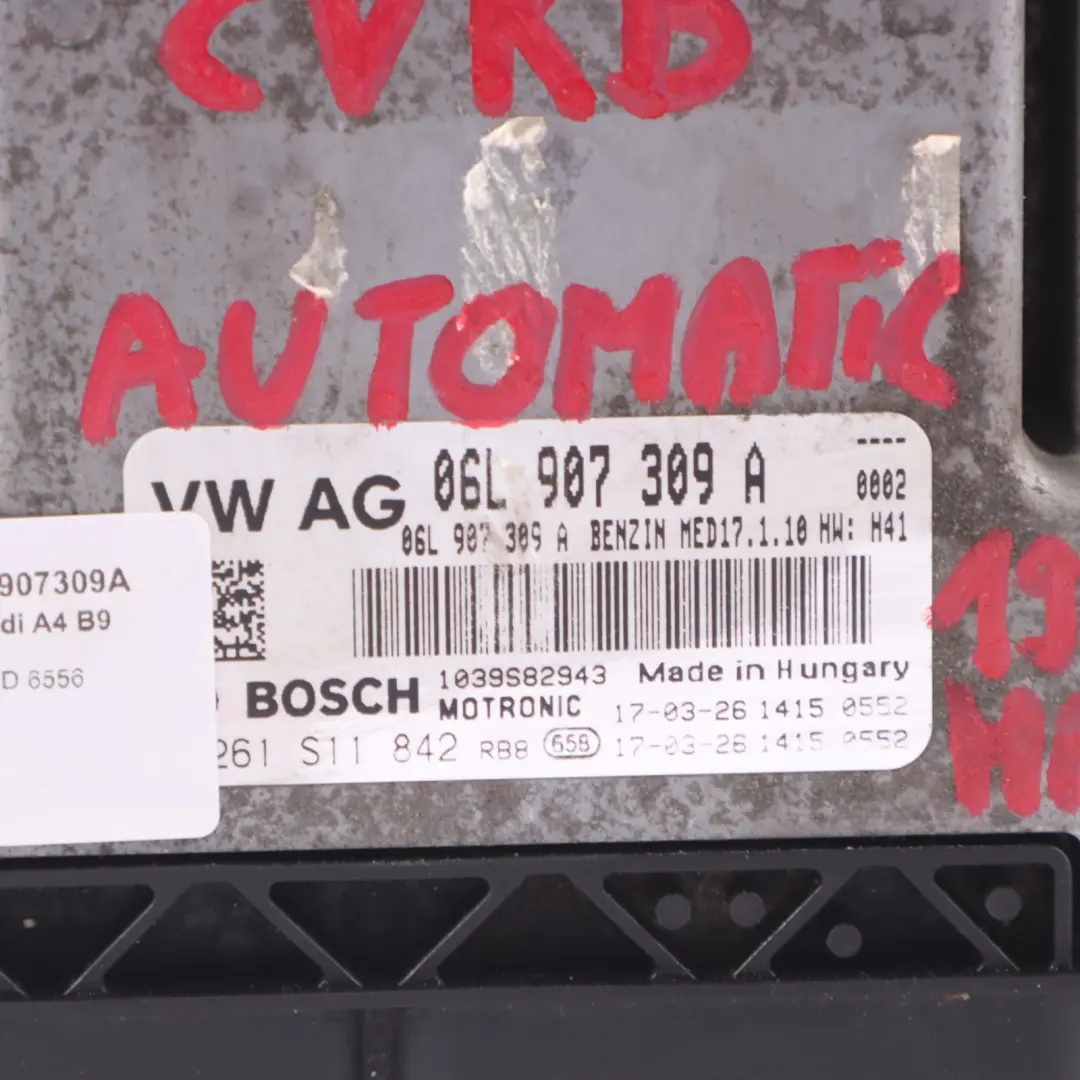 CVKD
AUTOMATIC
VW AG 06L 907 309 A
----
0002
06L 907 309 A BENZIN MED17.1.10 HW: H41
907309A
di A4 B9
D 6556
19
BOSCH 1039S82943 Made in Hungary
MOTRONIC 17-03-26 1415 0552
261 S11 842 RB8 658 17-03-26 1415 0552